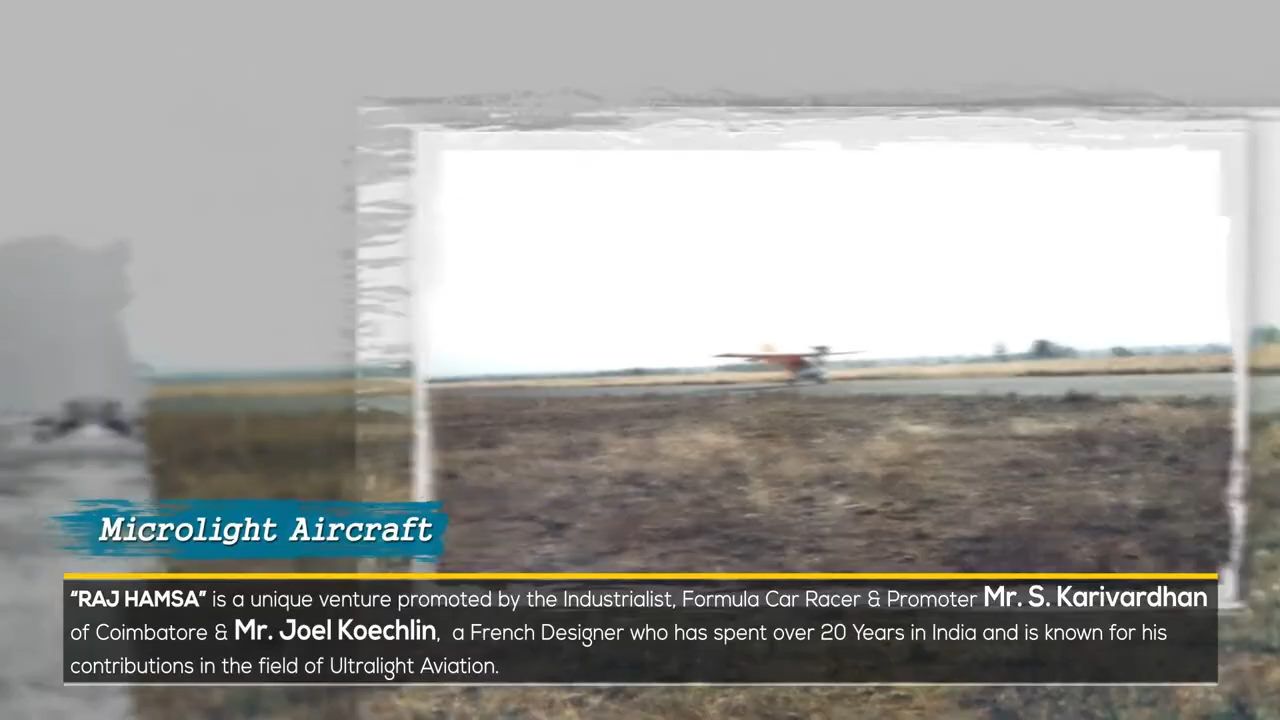 Microlight Aircraft
“RAJ HAMSA” is a unique venture promoted by the Industrialist, Formula Car Racer & Promoter Mr. S. Karivardhan
of Coimbatore & Mr. Joel Koechlin, a French Designer who has spent over 20 Years in India and is known for his
contributions in the field of Ultralight Aviation.